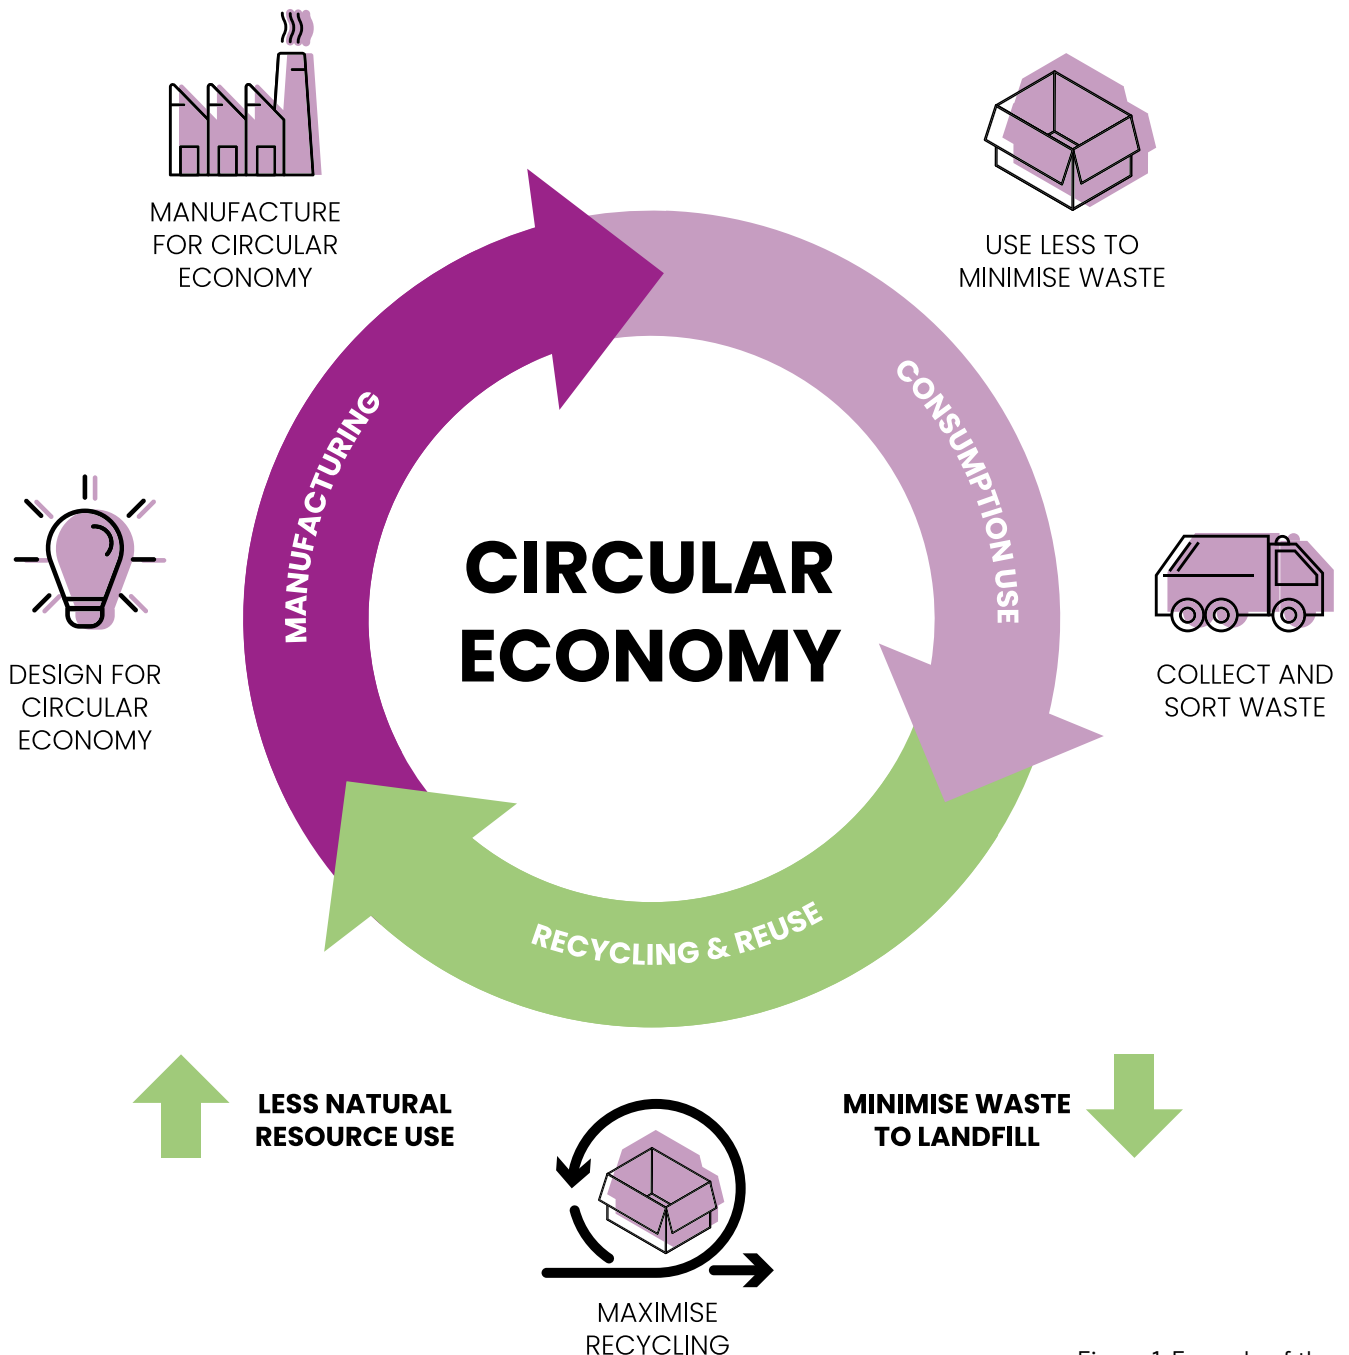 MANUFACTURE
FOR CIRCULAR
ECONOMY
USE LESS TO
MINIMISE WASTE
MANUFACTURING
CONSUMPTION USE
CIRCULAR
ECONOMY
DESIGN FOR
CIRCULAR
ECONOMY
COLLECT AND
SORT WASTE
RECYCLING & REUSE
LESS NATURAL
RESOURCE USE
MINIMISE WASTE
TO LANDFILL
MAXIMISE
RECYCLING